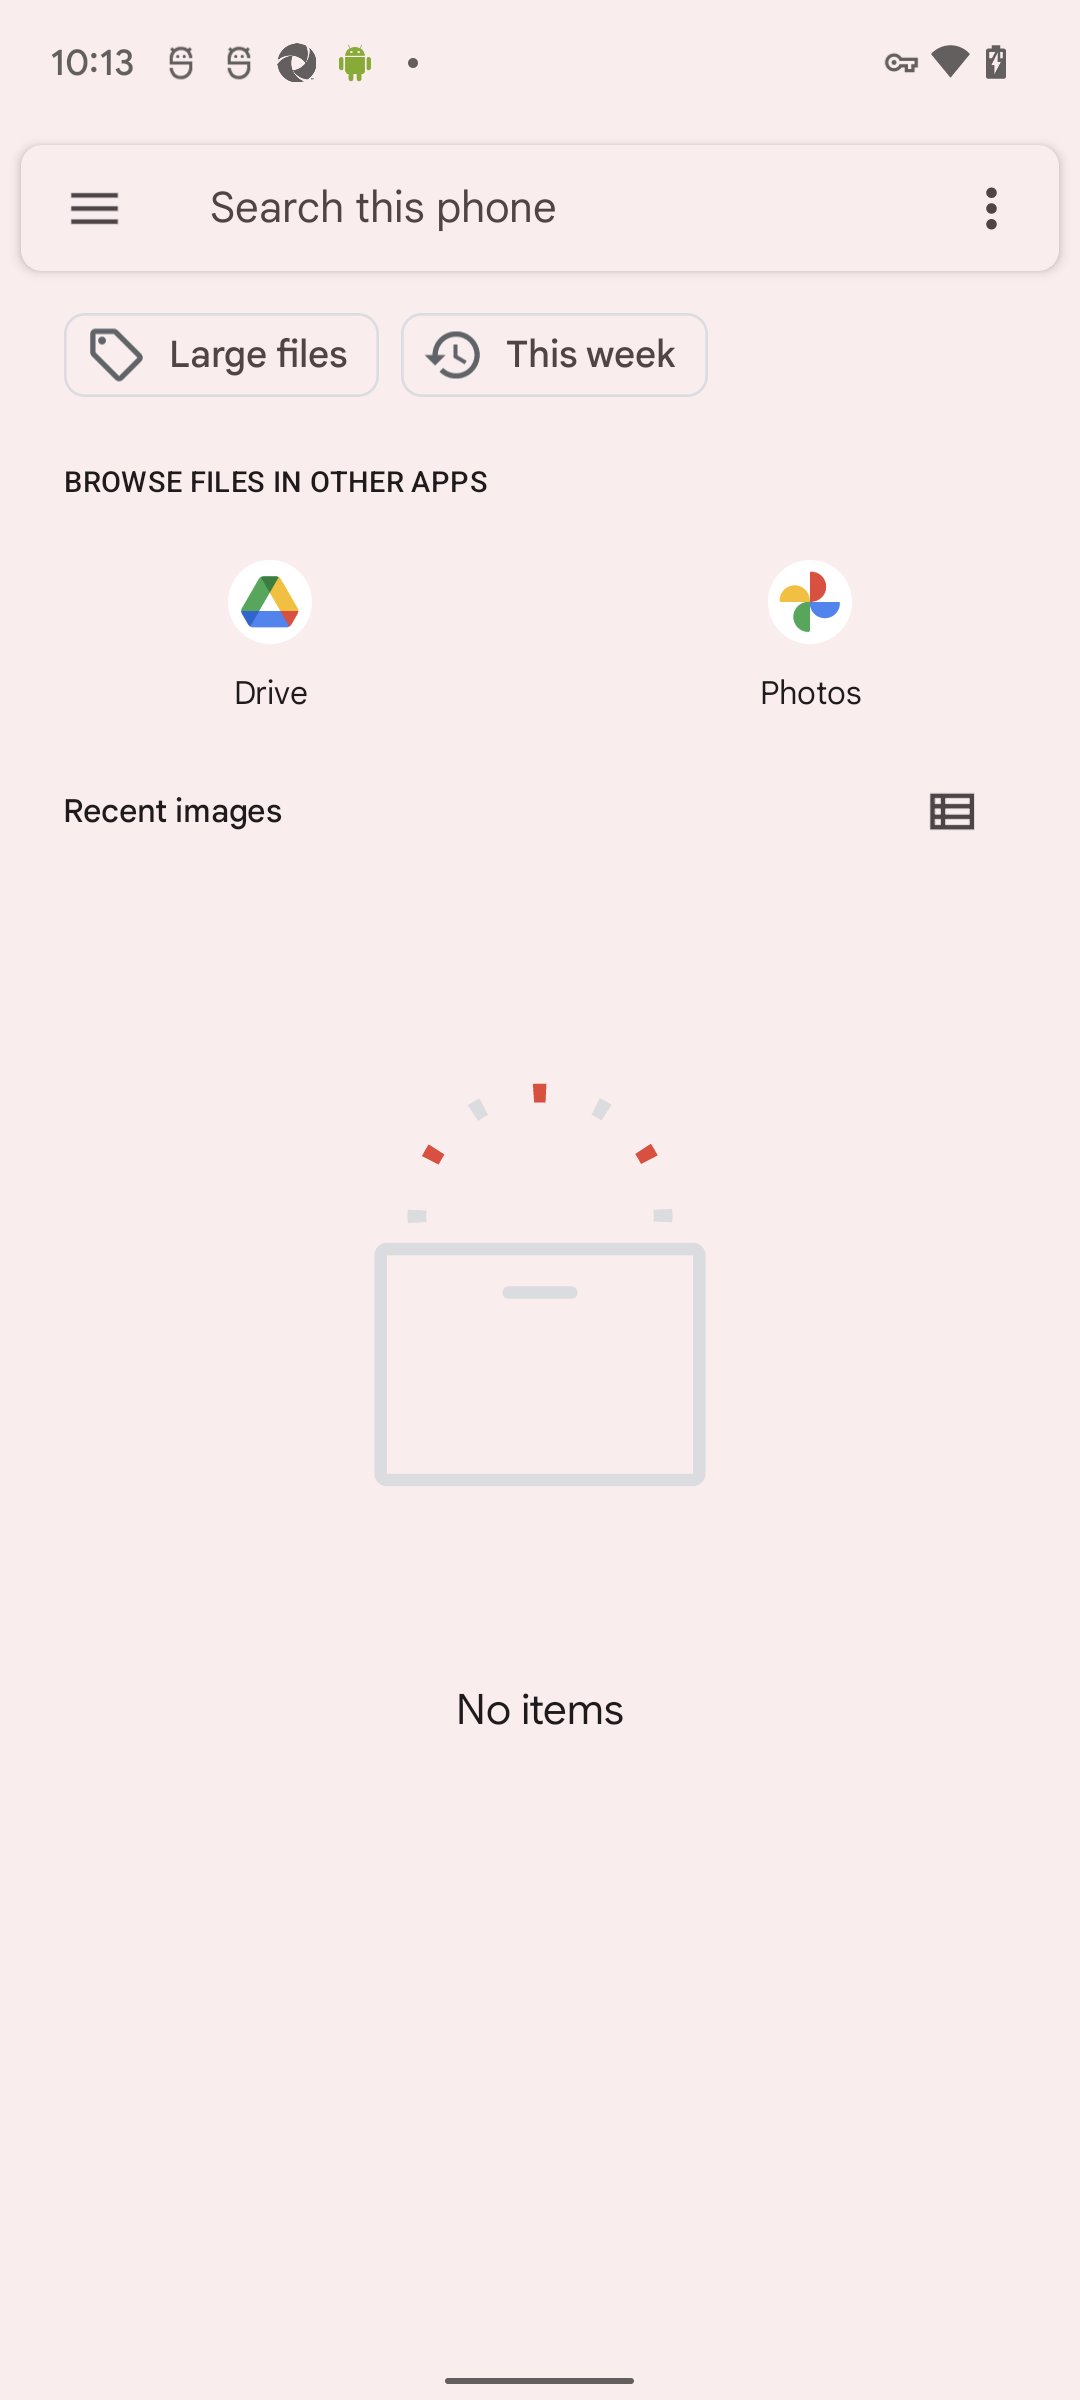 10:13
Search this phone
Large files
This week
BROWSE FILES IN OTHER APPS
Drive
Photos
Recent images
No items